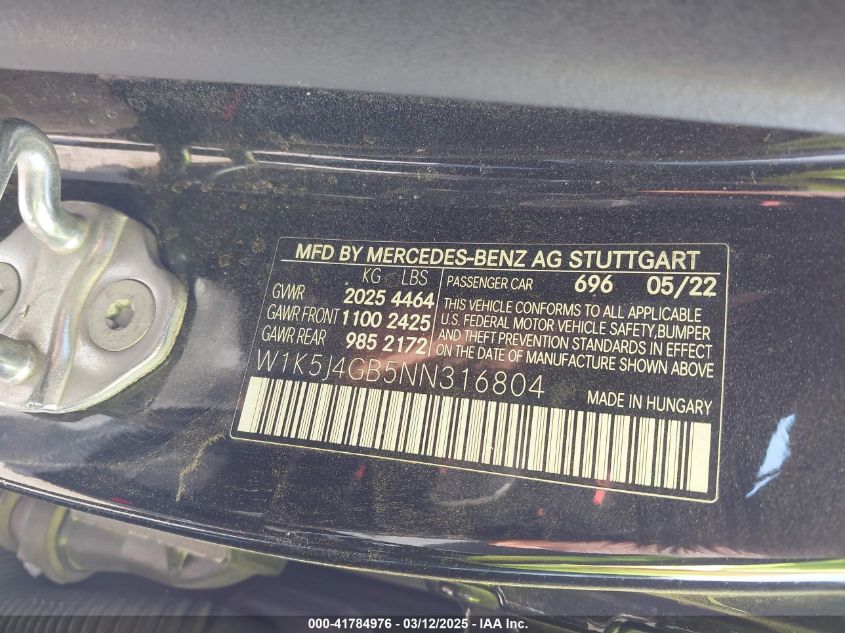 MFD BY MERCEDES-BENZ AG STUTTGART
KG LBS
GVWR 2025 4464
GAWR FRONT 1100 2425
GAWR REAR 985 2172
PASSENGER CAR 696 05/22
THIS VEHICLE CONFORMS TO ALL APPLICABLE
U.S. FEDERAL MOTOR VEHICLE SAFETY, BUMPER
AND THEFT PREVENTION STANDARDS IN EFFECT
ON THE DATE OF MANUFACTURE SHOWN ABOVE
W1K5J4GB5NN316804
MADE IN HUNGARY
000-41784976 - 03/12/2025 - IAA Inc.